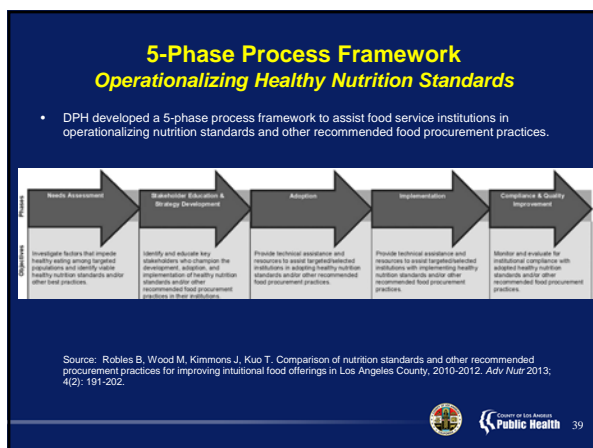 5-Phase Process Framework
Operationalizing Healthy Nutrition Standards
• DPH developed a 5-phase process framework to assist food service institutions in
operationalizing nutrition standards and other recommended food procurement practices.
Phases
Needs Assessment
Stakeholder Education &
Strategy Development
Adoption
Implementation
Compliance & Quality
Improvement
Objectives
Investigate factors that impede
healthy eating among targeted
populations and identify viable
healthy nutrition standards and/or
other best practices.
Identify and educate key
stakeholders who champion the
development, adoption, and
implementation of healthy nutrition
standards and/or other
recommended food procurement
practices in their institutions.
Provide technical assistance and
resources to assist targeted/selected
institutions in adopting healthy nutrition
standards and/or other recommended
food procurement practices.
Provide technical assistance and
resources to assist targeted/selected
institutions with implementing healthy
nutrition standards and/or other
recommended food procurement
practices.
Monitor and evaluate for
institutional compliance with
adopted healthy nutrition
standards and/or other
recommended food procurement
practices.
Source: Robles B, Wood M, Kimmons J, Kuo T. Comparison of nutrition standards and other recommended
procurement practices for improving intuitional food offerings in Los Angeles County, 2010-2012. Adv Nutr 2013;
4(2): 191-202.
County of Los Angeles
Public Health
39